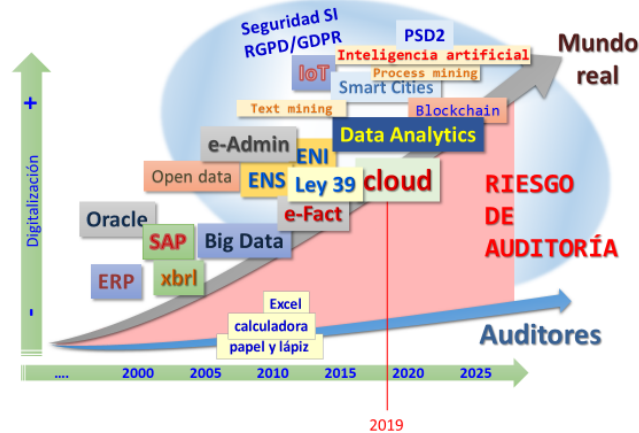 Seguridad SI
RGPD/GDPR
PSD2
Inteligencia artificial
Mundo
real
IoT
Process mining
Smart Cities
Text mining
Blockchain
Data Analytics
e-Admin
ENI
Open data
ENS
Ley 39
cloud
RIESGO
DE
AUDITORÍA
e-Fact
Oracle
SAP
Big Data
ERP
xbrl
Digitalización
+
-
Excel
calculadora
papel y lápiz
Auditores
....
2000
2005
2010
2015
2020
2025
2019